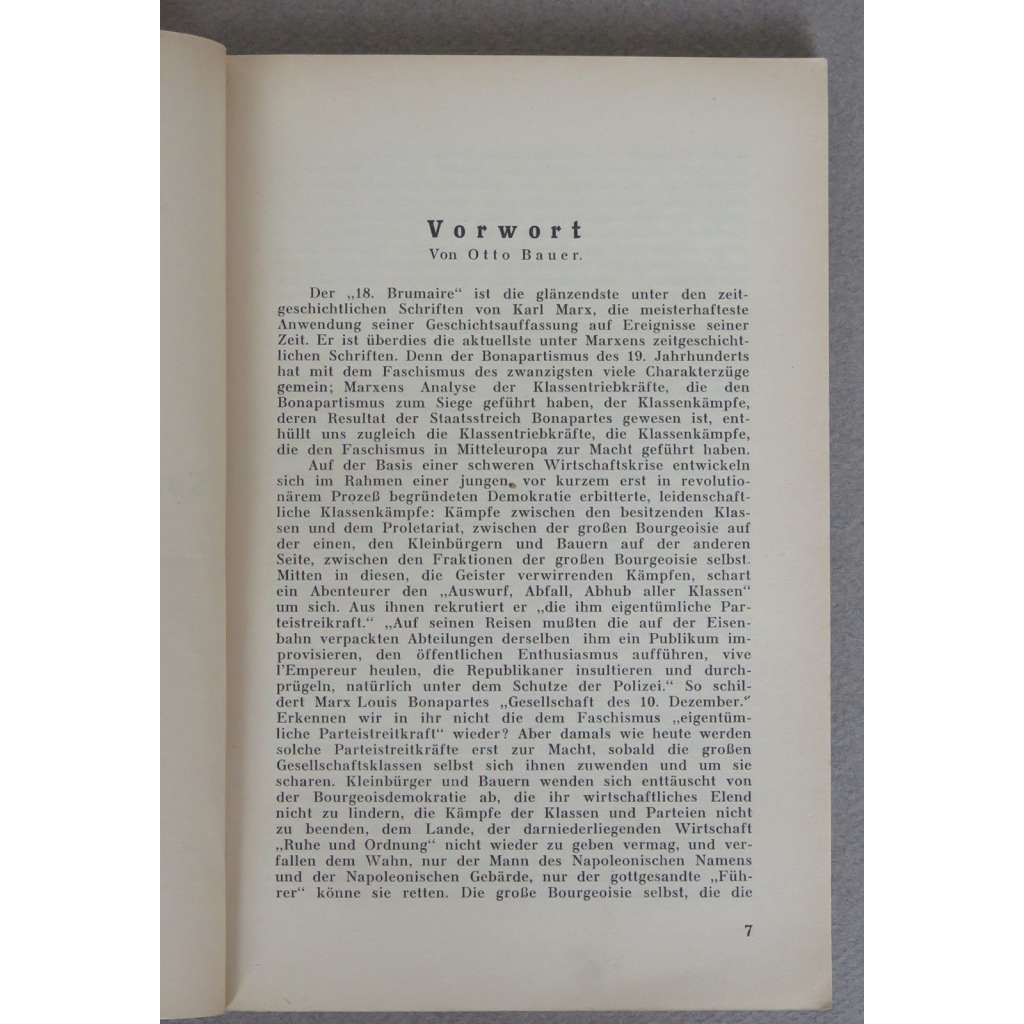 Vorwort
Von Otto Bauer.
Der „18. Brumaire“ ist die glänzendste unter den zeit-
geschichtlichen Schriften von Karl Marx, die meisterhafteste
Anwendung seiner Geschichtsauffassung auf Ereignisse seiner
Zeit. Er ist überdies die aktuellste unter Marxens zeitgeschicht-
lichen Schriften. Denn der Bonapartismus des 19. Jahrhunderts
hat mit dem Faschismus des zwanzigsten viele Charakterzüge
gemein; Marxens Analyse der Klassentriebkräfte, die den
Bonapartismus zum Siege geführt haben, der Klassenkämpfe,
deren Resultat der Staatsstreich Bonapartes gewesen ist, ent-
hüllt uns zugleich die Klassentriebkräfte, die Klassenkämpfe,
die den Faschismus in Mitteleuropa zur Macht geführt haben.
Auf der Basis einer schweren Wirtschaftskrise entwickeln
sich im Rahmen einer jungen, vor kurzem erst in revolutio-
närem Prozeß begründeten Demokratie erbitterte, leidenschaft-
liche Klassenkämpfe: Kämpfe zwischen den besitzenden Klas-
sen und dem Proletariat, zwischen der großen Bourgeoisie auf
der einen, den Kleinbürgern und Bauern auf der anderen
Seite, zwischen den Fraktionen der großen Bourgeoisie selbst.
Mitten in diesen, die Geister verwirrenden Kämpfen, schart
ein Abenteurer den „Auswurf, Abfall, Abhub aller Klassen“
um sich. Aus ihnen rekrutiert er „die ihm eigentümliche Par-
teistreikraft.“ „Auf seinen Reisen mußten die auf der Eisen-
bahn verpackten Abteilungen derselben ihm ein Publikum im-
provisieren, den öffentlichen Enthusiasmus aufführen, vive
l'Empereur heulen, die Republikaner insultieren und durch-
prügeln, natürlich unter dem Schutze der Polizei.“ So schil-
dert Marx Louis Bonapartes „Gesellschaft des 10. Dezember.“
Erkennen wir in ihr nicht die dem Faschismus „eigentüm-
liche Parteistreitkraft“ wieder? Aber damals wie heute werden
solche Parteistreitkräfte erst zur Macht, sobald die großen
Gesellschaftsklassen selbst sich ihnen zuwenden und um sie
scharen. Kleinbürger und Bauern wenden sich enttäuscht von
der Bourgeoisdemokratie ab, die ihr wirtschaftliches Elend
nicht zu lindern, die Kämpfe der Klassen und Parteien nicht
zu beenden, dem Lande, der darniederliegenden Wirtschaft
„Ruhe und Ordnung“ nicht wieder zu geben vermag, und ver-
fallen dem Wahn, nur der Mann des Napoleonischen Namens
und der Napoleonischen Gebärde, nur der gottgesandte „Füh-
rer“ könne sie retten. Die große Bourgeoisie selbst, die die
7